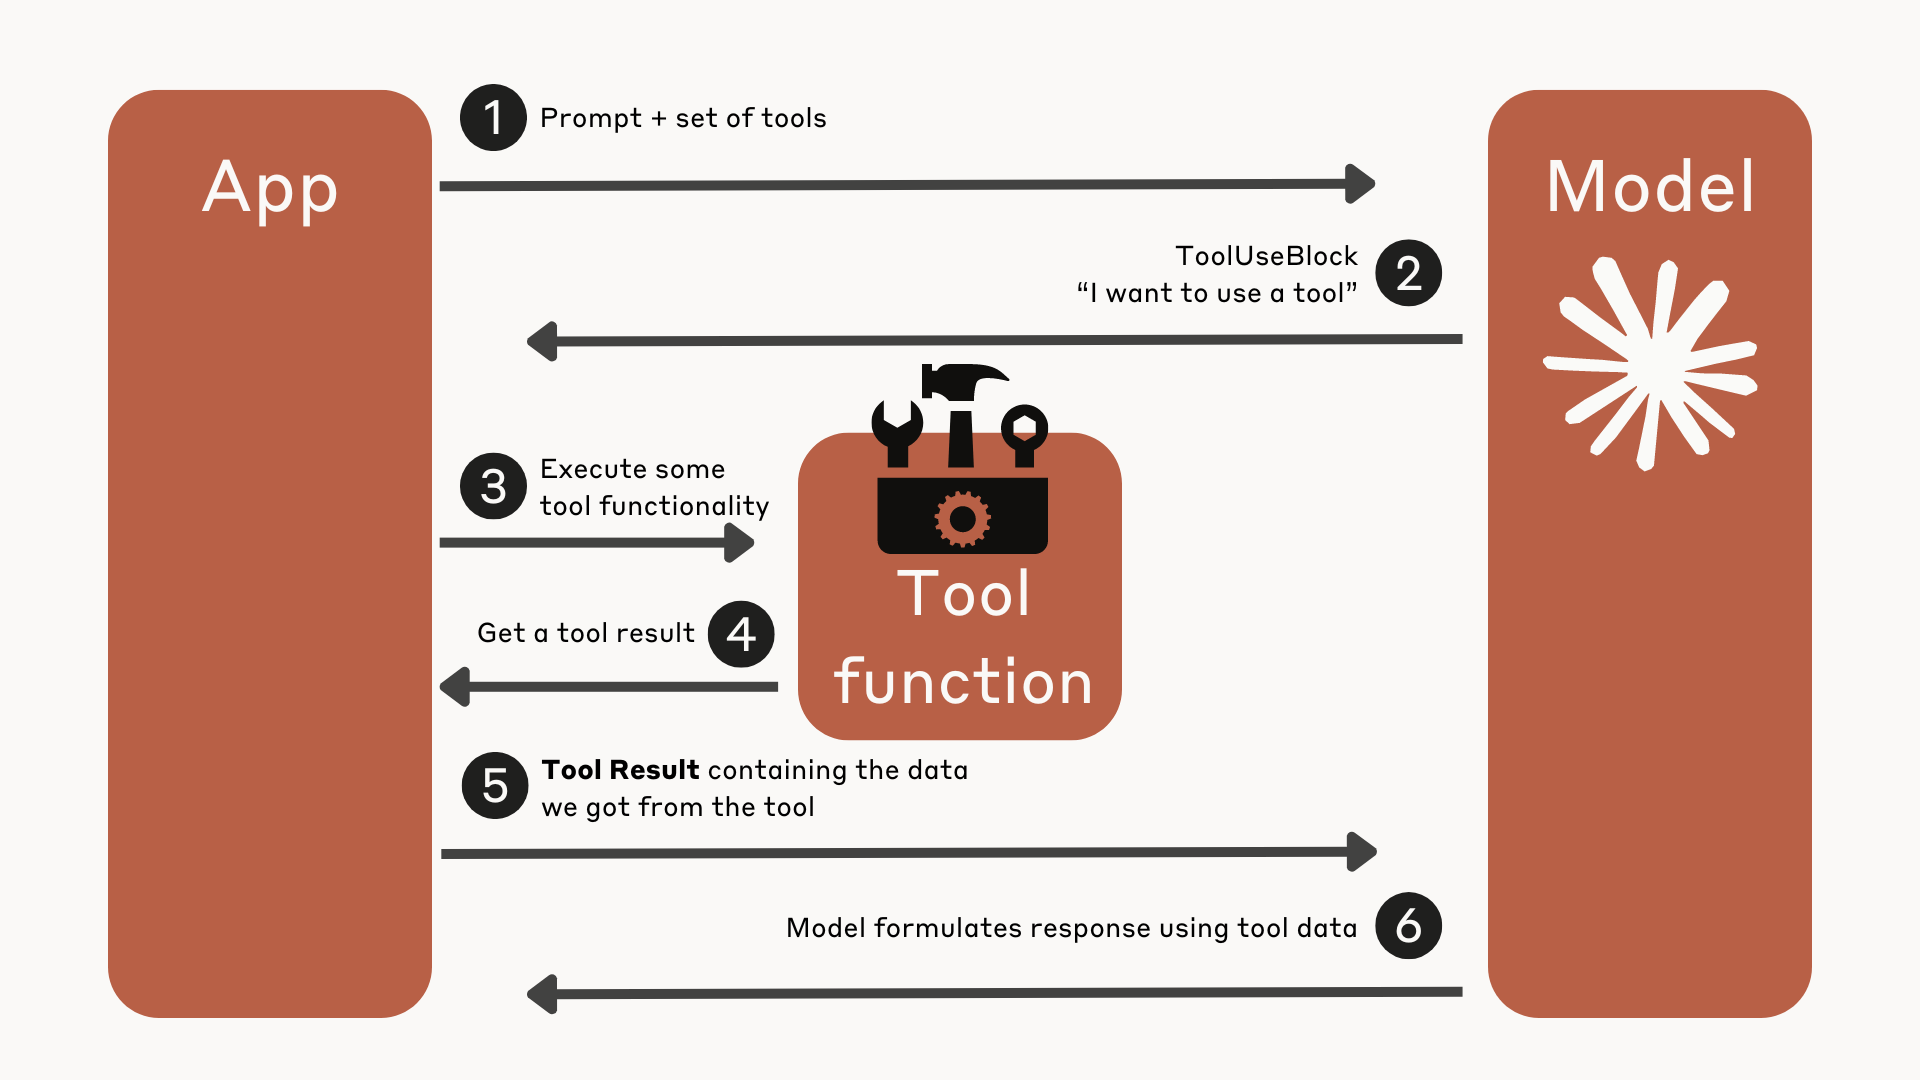 App
Model
1
Prompt + set of tools
ToolUseBlock
“I want to use a tool”
2
3
Execute some
tool functionality
Get a tool result
4
Tool
function
5
Tool Result containing the data
we got from the tool
Model formulates response using tool data
6